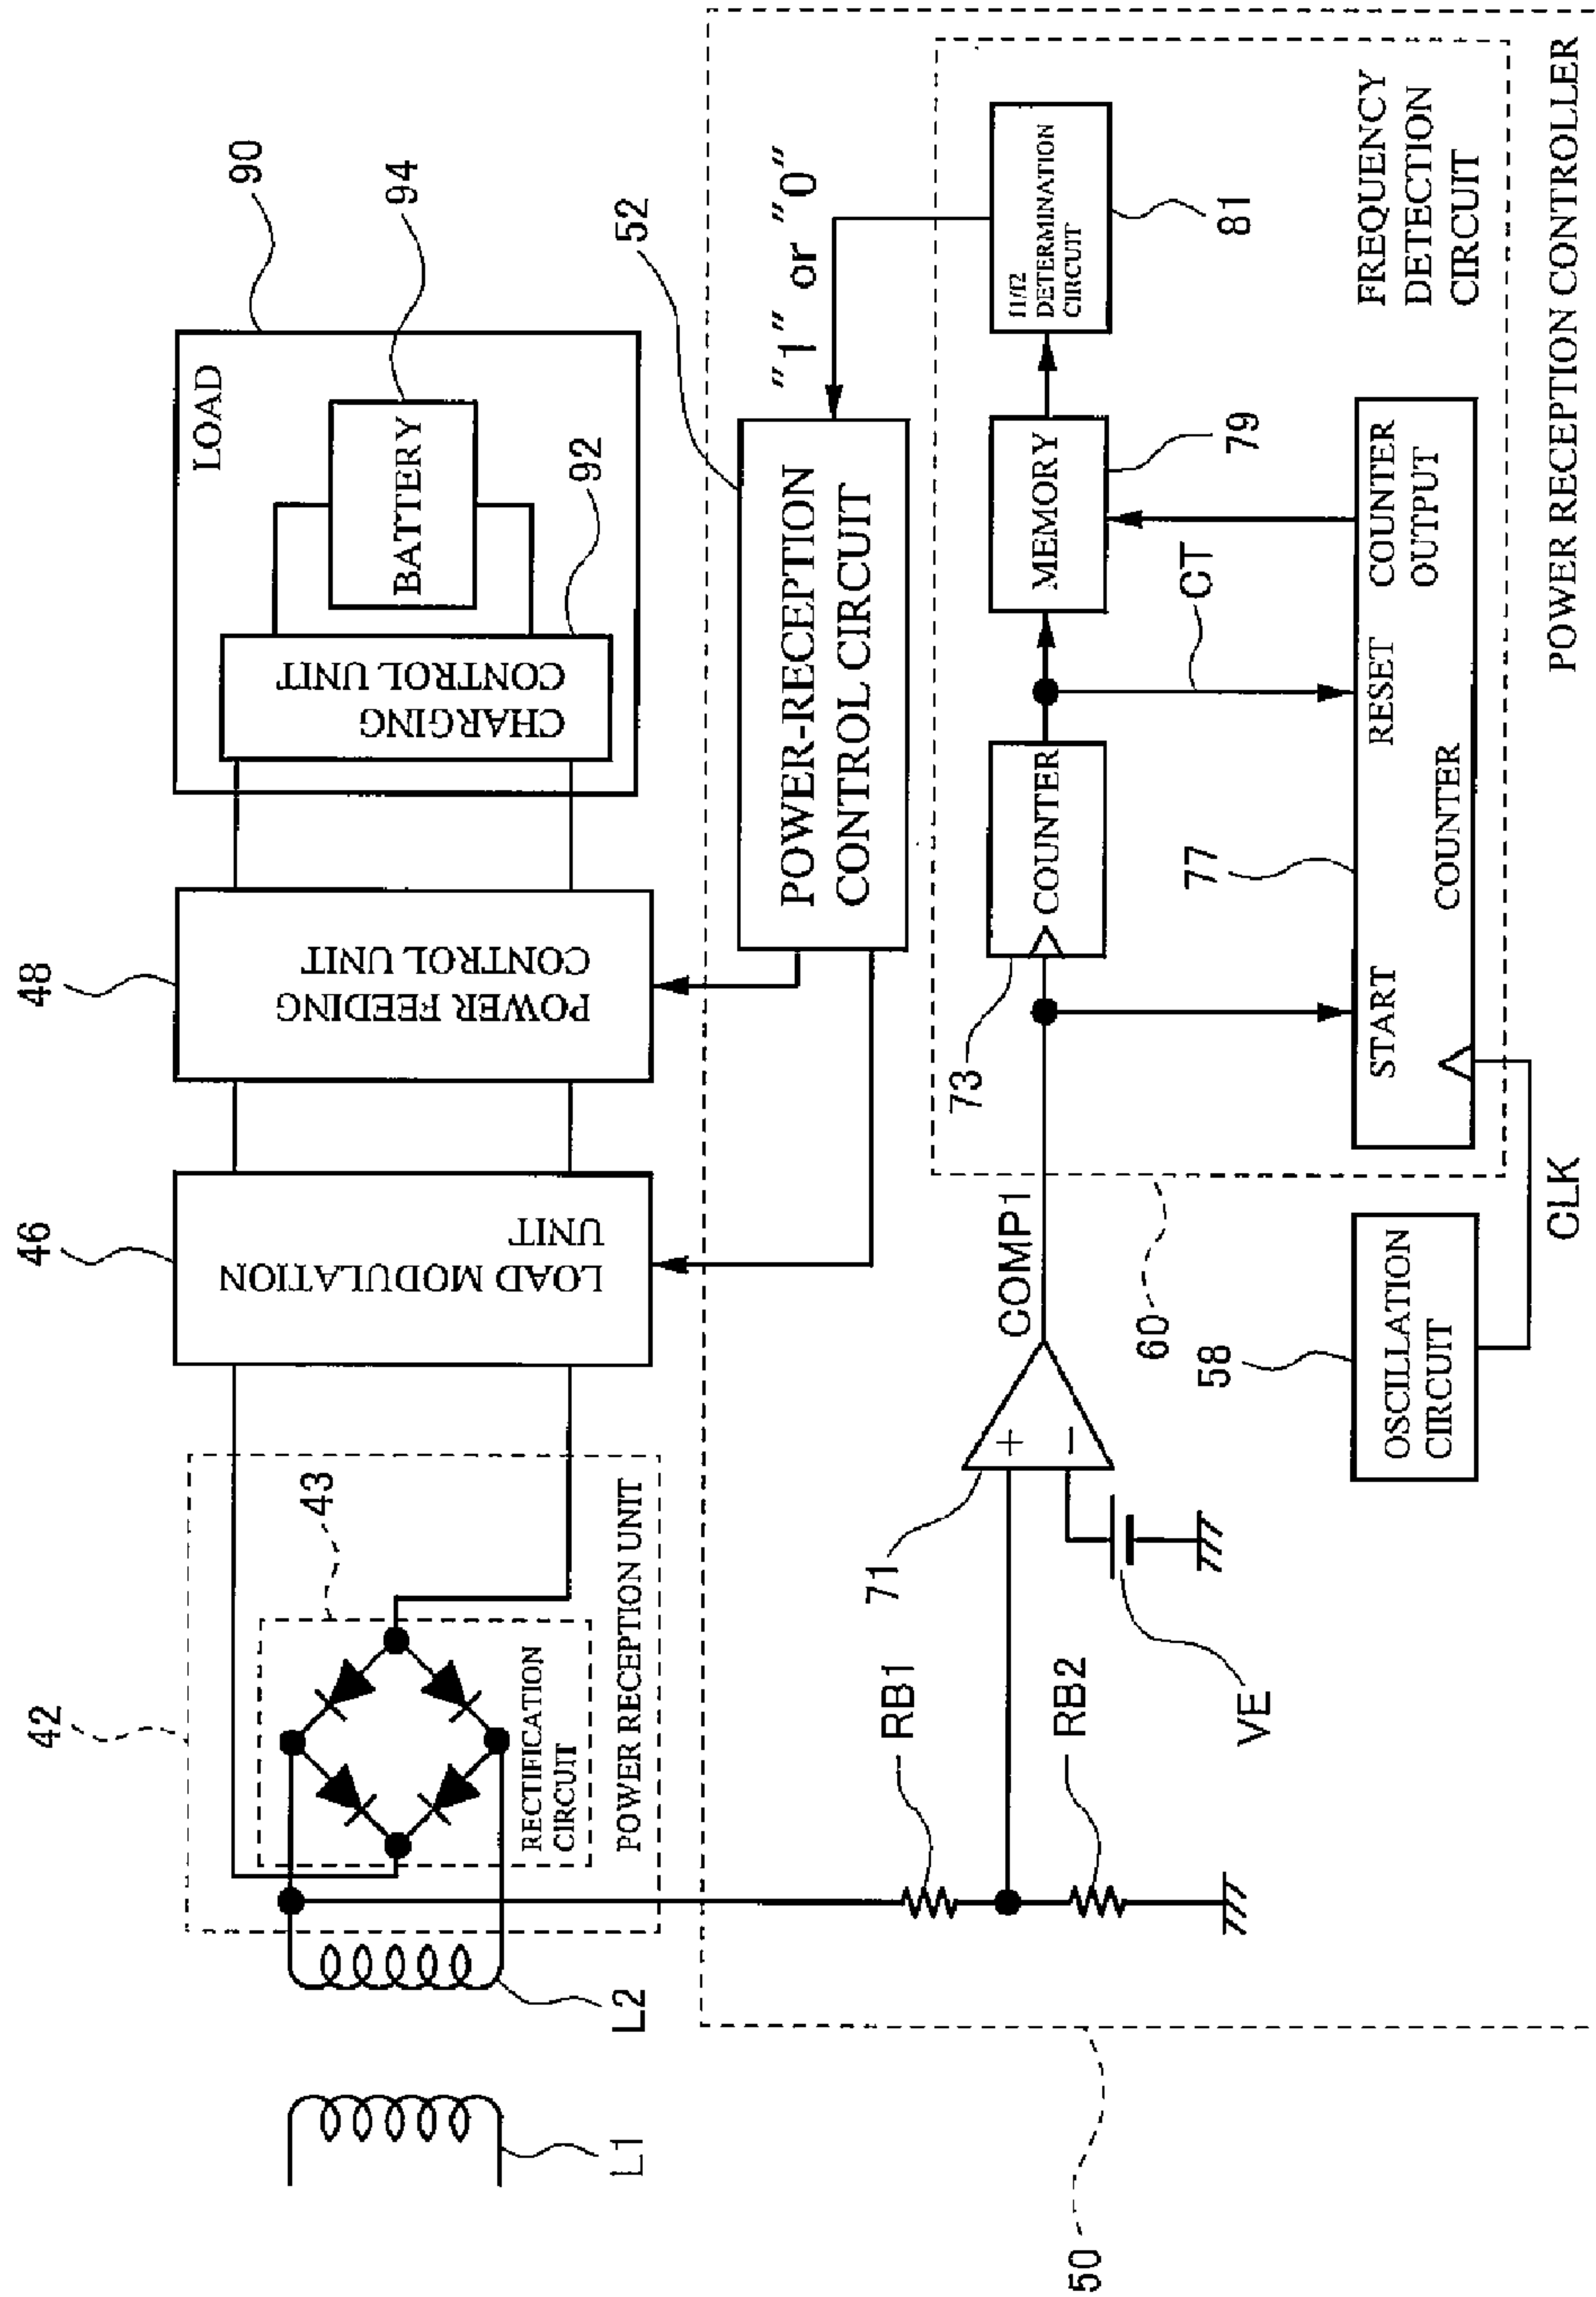 42
43
RECTIFICATION
CIRCUIT
POWER RECEPTION UNIT
L1
L2
46
LOAD MODULATION
UNIT
48
POWER FEEDING
CONTROL UNIT
90
LOAD
CHARGING
CONTROL UNIT
92
BATTERY
94
50
52
POWER-RECEPTION
CONTROL CIRCUIT
"1" or "0"
RB1
RB2
71
+
−
VE
COMP1
60
73
COUNTER
MEMORY
79
f1/f2
DETERMINATION
CIRCUIT
81
CT
77
START
RESET
COUNTER
OUTPUT
COUNTER
FREQUENCY
DETECTION
CIRCUIT
58
OSCILLATION
CIRCUIT
CLK
POWER RECEPTION CONTROLLER